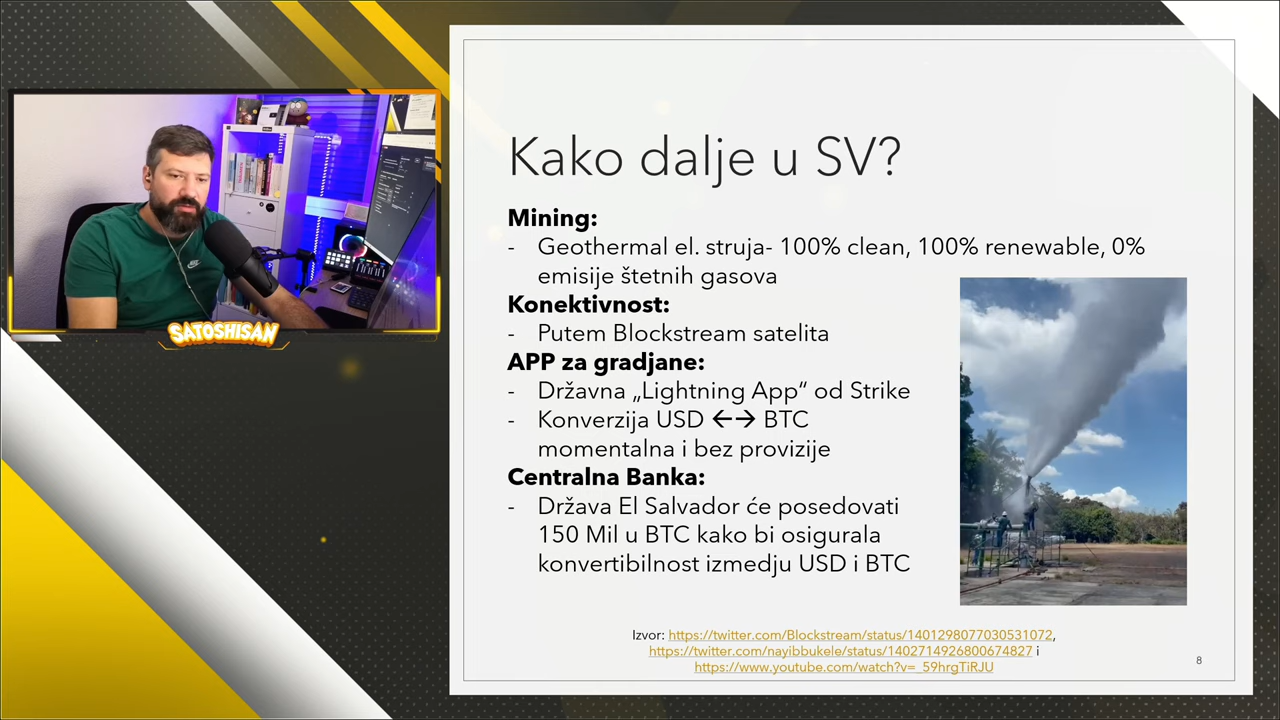 Kako dalje u SV?
Mining:
- Geothermal el. struja- 100% clean, 100% renewable, 0%
emisije štetnih gasova
Konektivnost:
- Putem Blockstream satelita
APP za gradjane:
- Državna „Lightning App“ od Strike
- Konverzija USD ←→ BTC
momentalna i bez provizije
Centralna Banka:
- Država El Salvador će posedovati
150 Mil u BTC kako bi osigurala
konvertibilnost izmedju USD i BTC
Izvor: https://twitter.com/Blockstream/status/1401298077030531072,
https://twitter.com/nayibbukele/status/1402714926800674827 i
https://www.youtube.com/watch?v=_59hrgTiRJU
8
SATOSHISAN